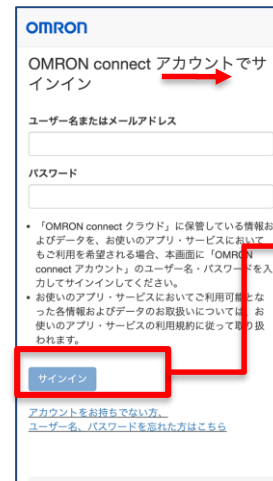 OMRON
OMRON connect アカウントでサ
インイン
ユーザー名またはメールアドレス
パスワード
• 「OMRON connect クラウド」に保管している情報お
よびデータを、お使いのアプリ・サービスにおいて
もご利用を希望される場合、本画面に「OMRON
connect アカウント」のユーザー名・パスワードを入
力してサインインしてください。
• お使いのアプリ・サービスにおいてご利用可能とな
った各情報およびデータのお取扱いについては、お
使いのアプリ・サービスの利用規約に従って取り扱
われます。
サインイン
アカウントをお持ちでない方、
ユーザー名、パスワードを忘れた方はこちら